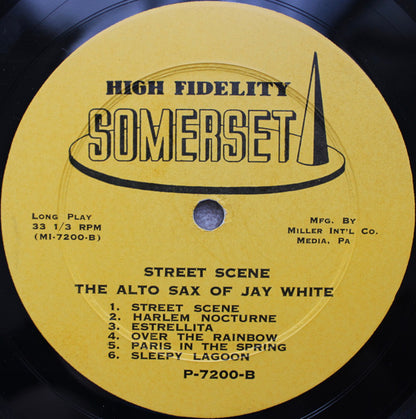 HIGH FIDELITY
SOMERSET
LONG PLAY
33 1/3 RPM
(MI-7200-B)
MFG. BY
MILLER INT'L CO.
MEDIA, PA
STREET SCENE
THE ALTO SAX OF JAY WHITE
1. STREET SCENE
2. HARLEM NOCTURNE
3. ESTRELLITA
4. OVER THE RAINBOW
5. PARIS IN THE SPRING
6. SLEEPY LAGOON
P-7200-B